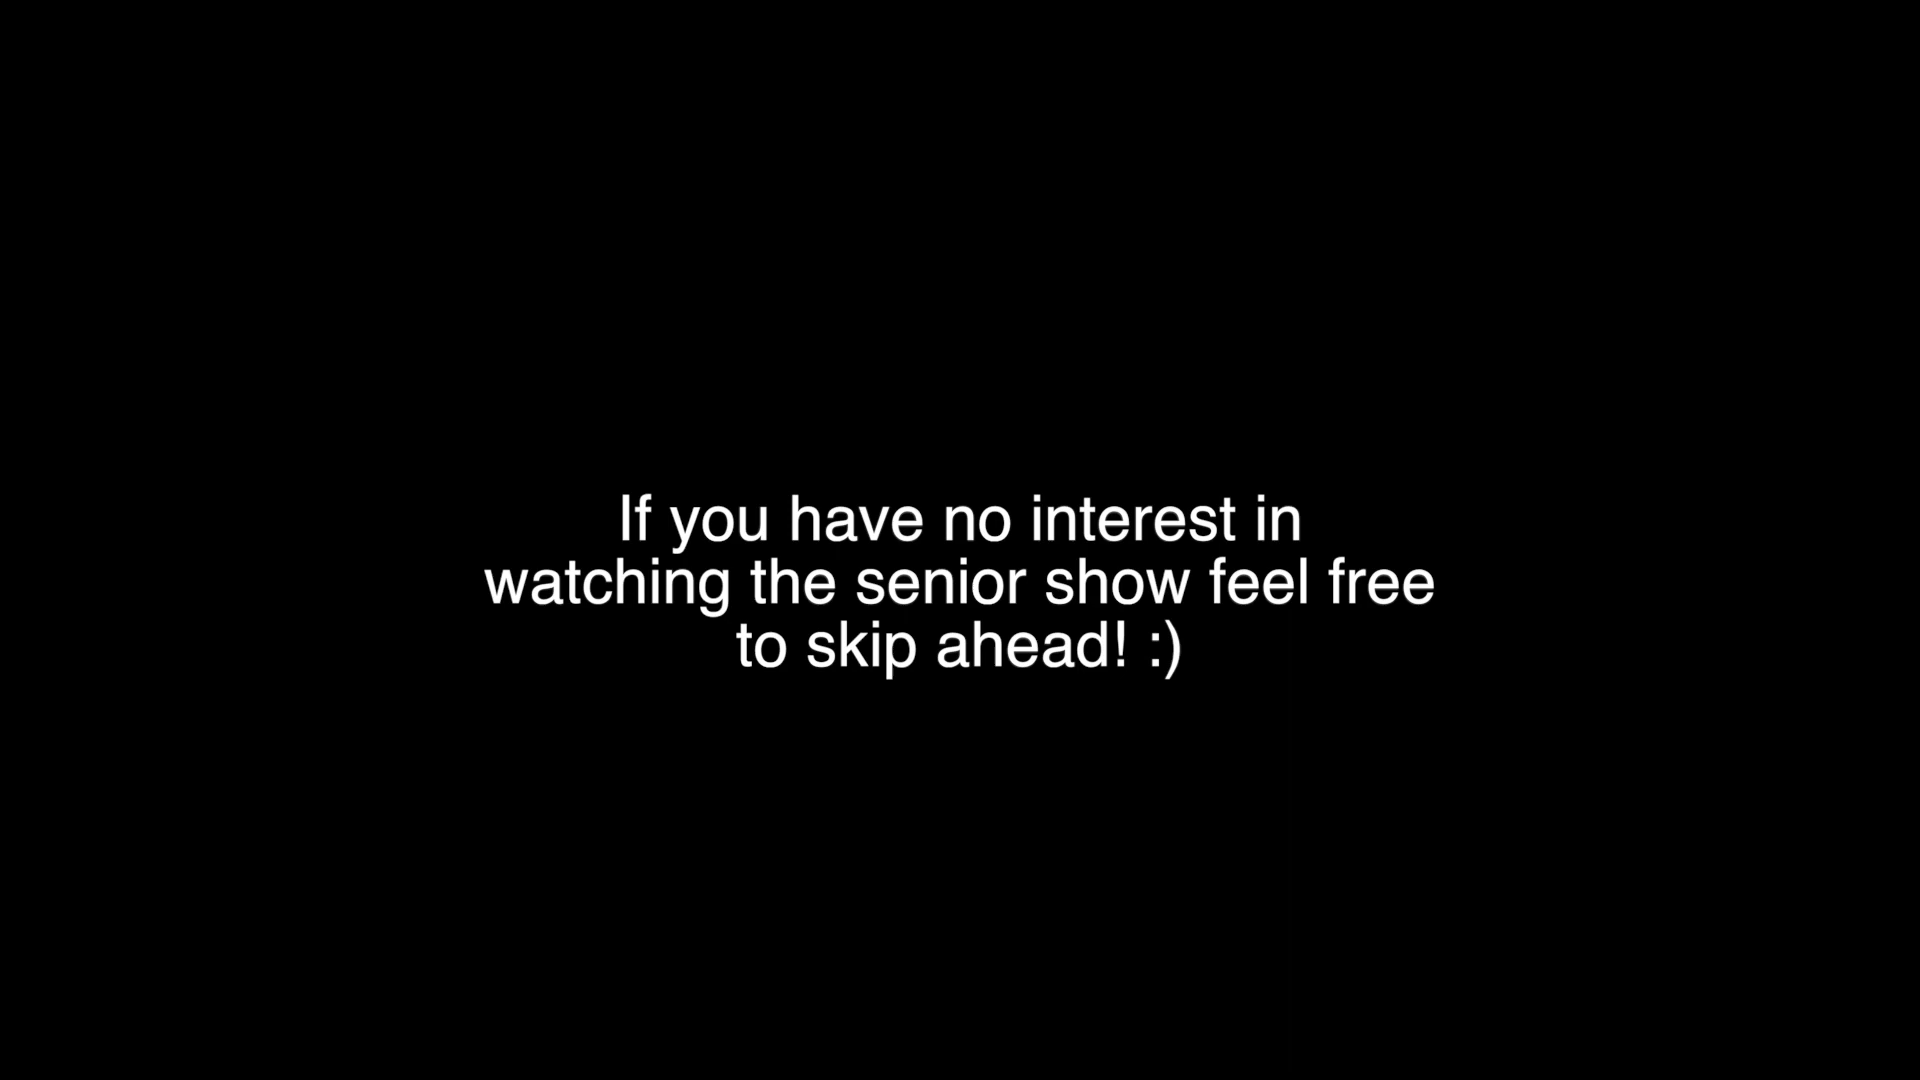 If you have no interest in
watching the senior show feel free
to skip ahead! :)